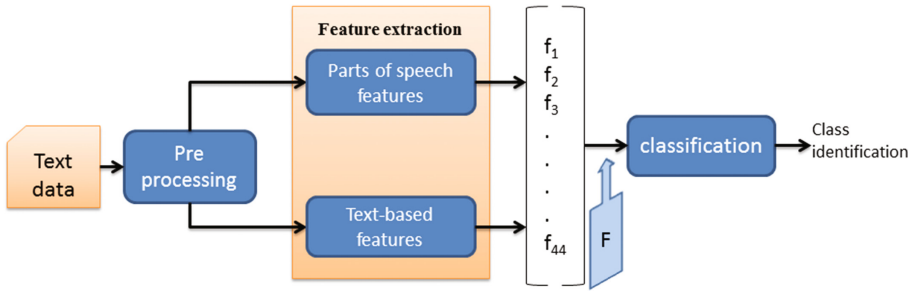 Feature extraction
Text
data
Pre
processing
Parts of speech
features
Text-based
features
f1
f2
f3
.
.
.
.
.
f44
F
classification
Class
identification